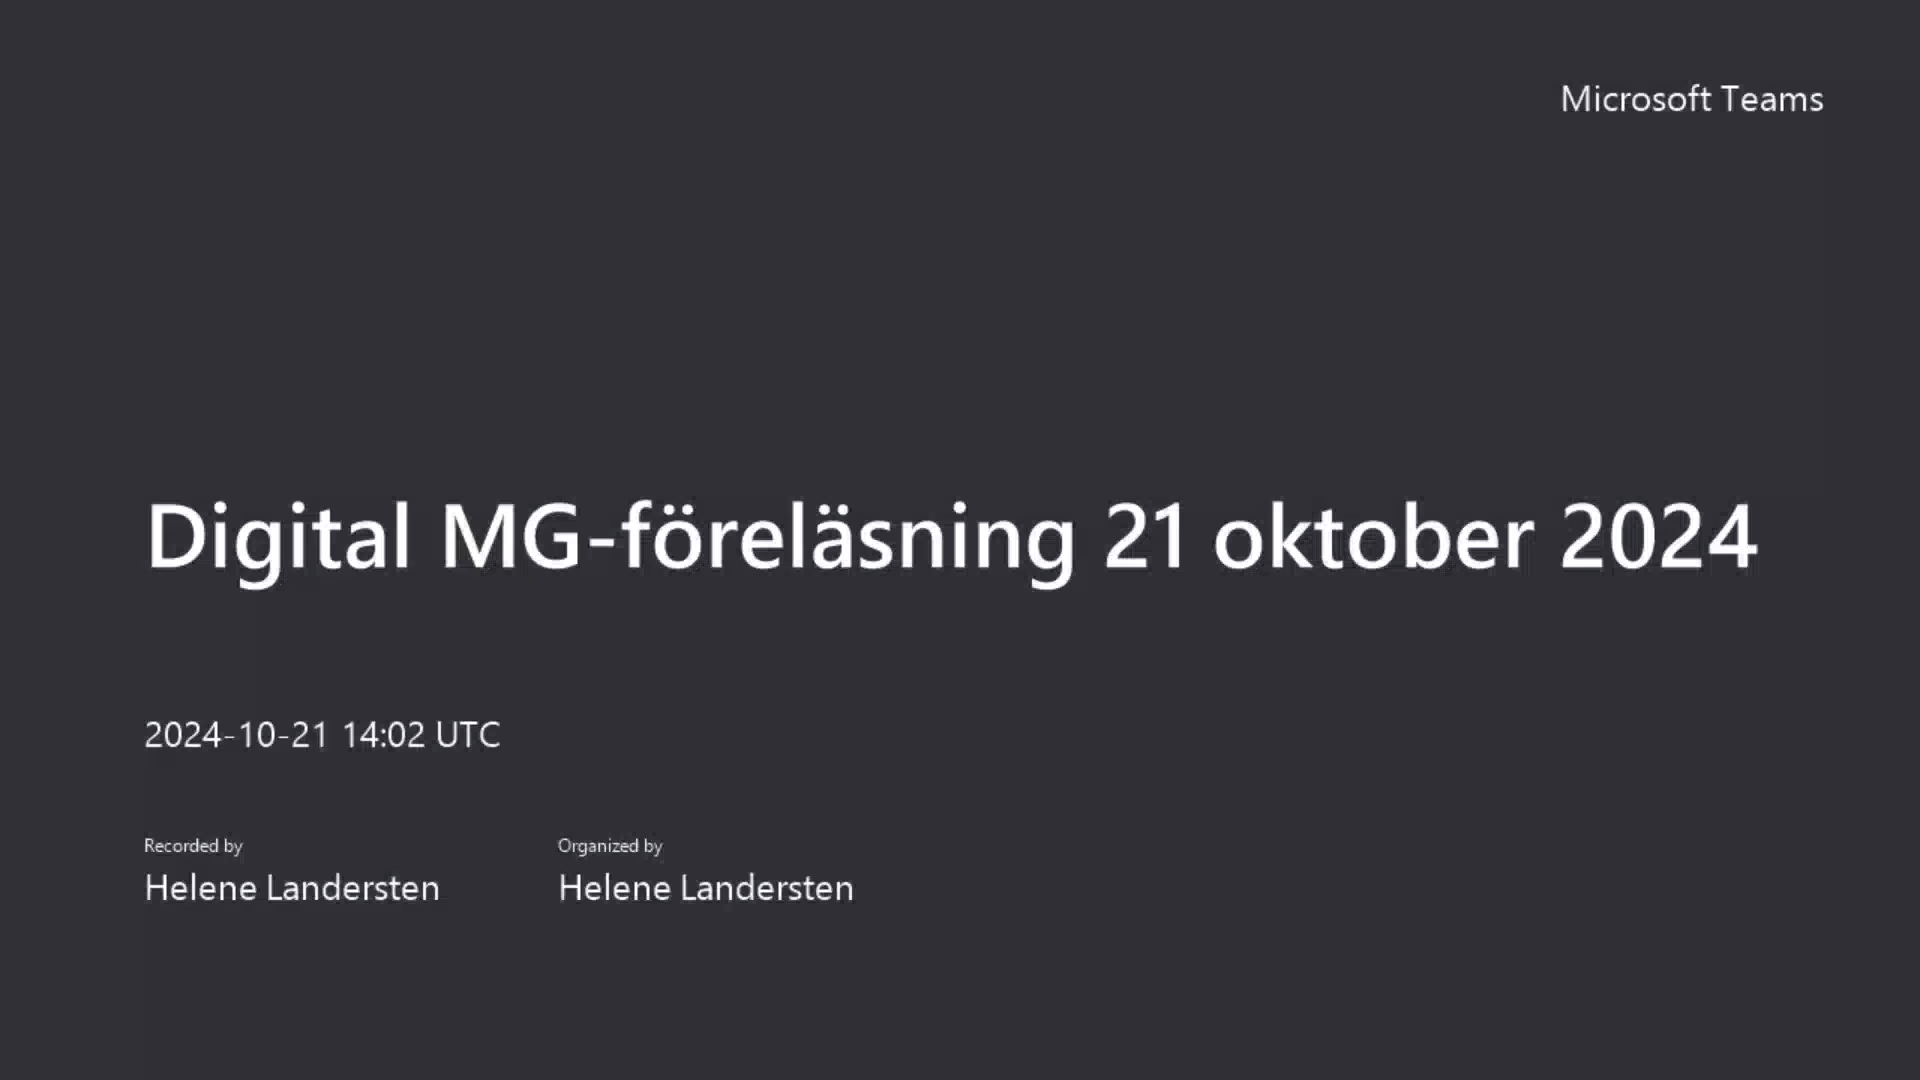 Microsoft Teams
Digital MG-föreläsning 21 oktober 2024
2024-10-21 14:02 UTC
Recorded by
Helene Landersten
Organized by
Helene Landersten